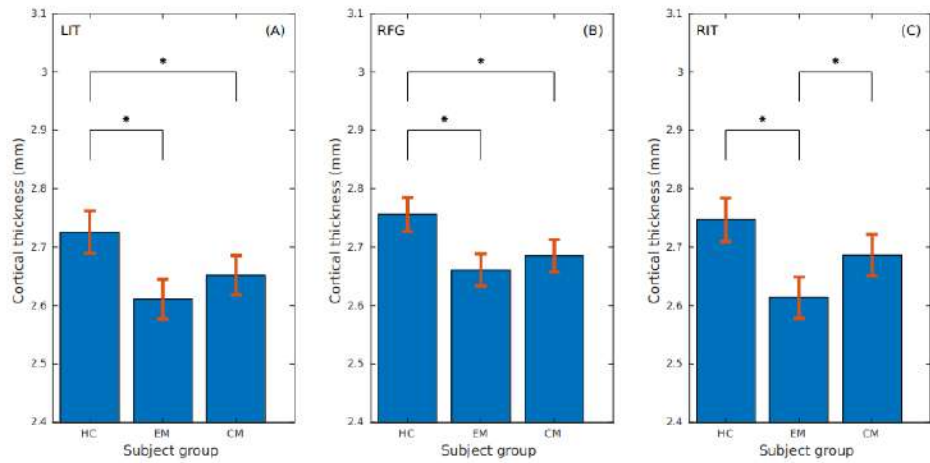 LIT (A)
3.1
3
2.9
2.8
2.7
2.6
2.5
2.4
Cortical thickness (mm)
*
*
HC EM CM
Subject group
RFG (B)
3.1
3
2.9
2.8
2.7
2.6
2.5
2.4
Cortical thickness (mm)
*
*
HC EM CM
Subject group
RIT (C)
3.1
3
2.9
2.8
2.7
2.6
2.5
2.4
Cortical thickness (mm)
*
*
HC EM CM
Subject group